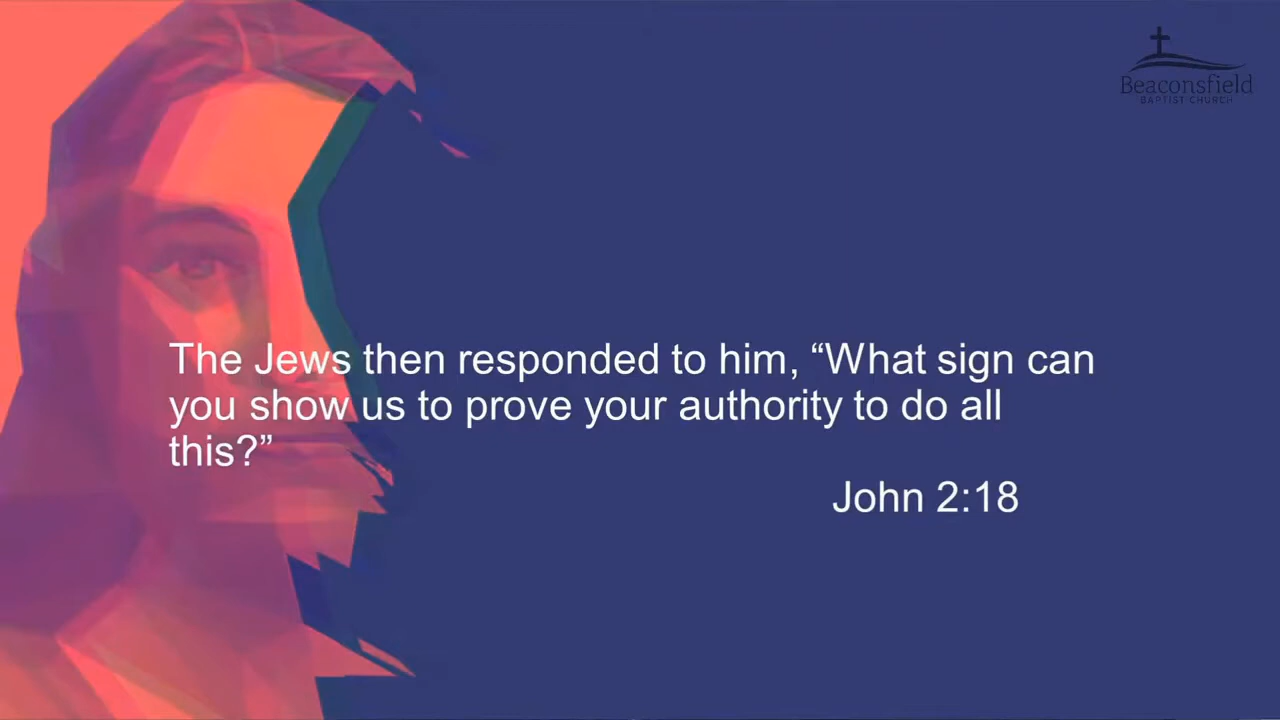 Beaconsfield
BAPTIST CHURCH
The Jews then responded to him, “What sign can
you show us to prove your authority to do all
this?”
John 2:18